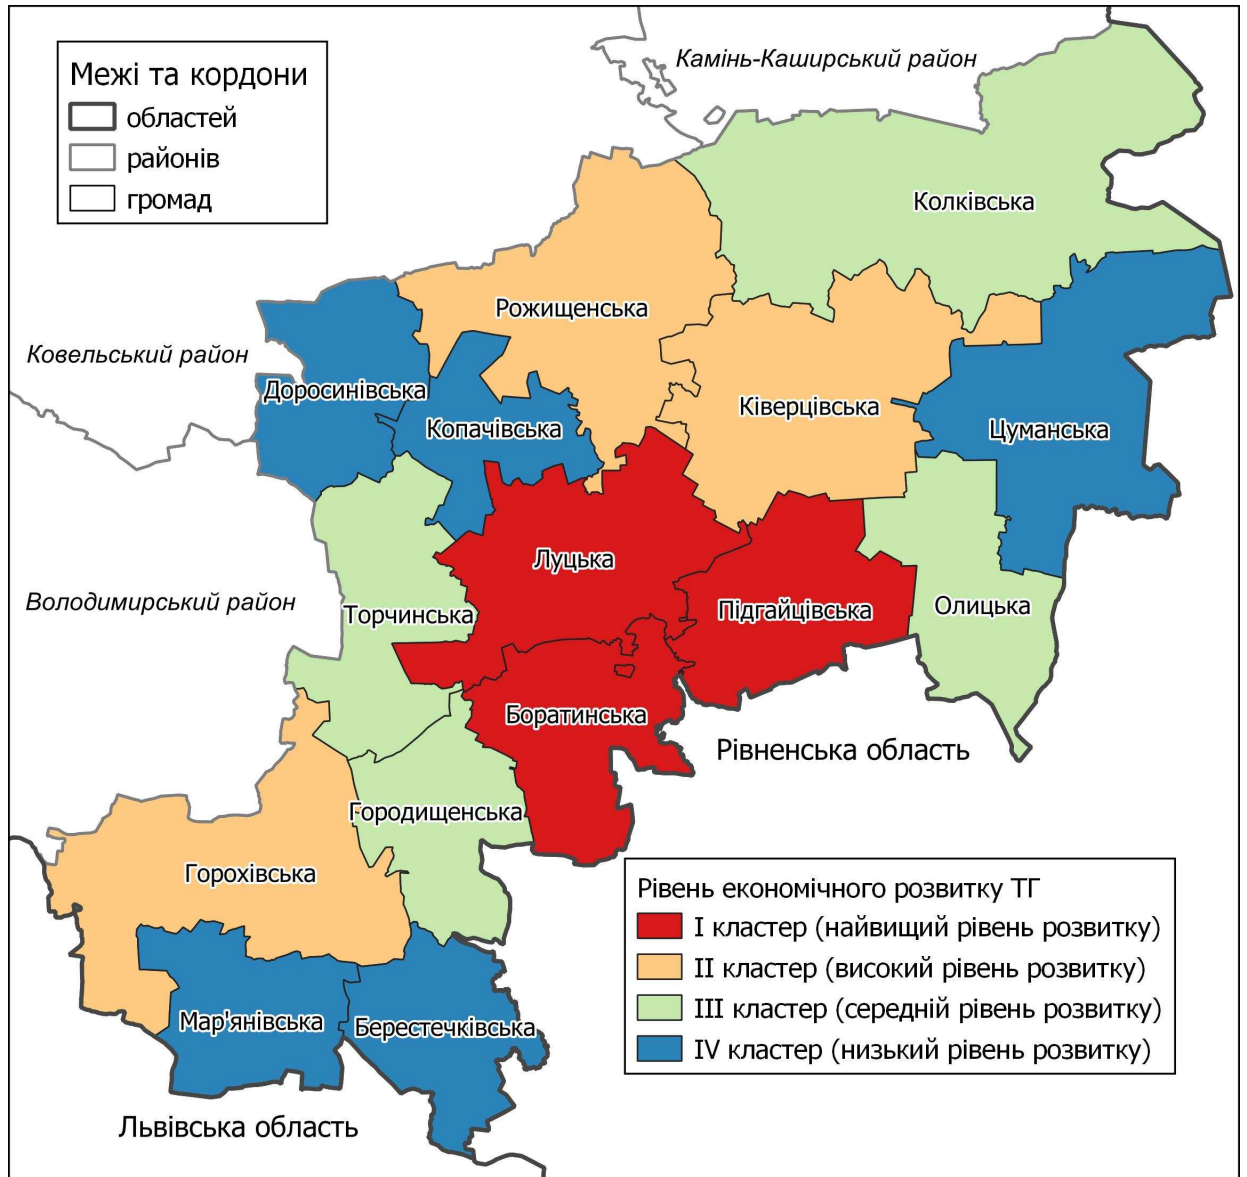 Межі та кордони
областей
районів
громад
Камінь-Каширський район
Колківська
Рожищенська
Ковельський район
Доросинівська
Копачівська
Ківерцівська
Цуманська
Луцька
Володимирський район
Торчинська
Підгайцівська
Олицька
Боратинська
Рівненська область
Городищенська
Горохівська
Рівень економічного розвитку ТГ
I кластер (найвищий рівень розвитку)
II кластер (високий рівень розвитку)
III кластер (середній рівень розвитку)
IV кластер (низький рівень розвитку)
Мар'янівська
Берестечківська
Львівська область